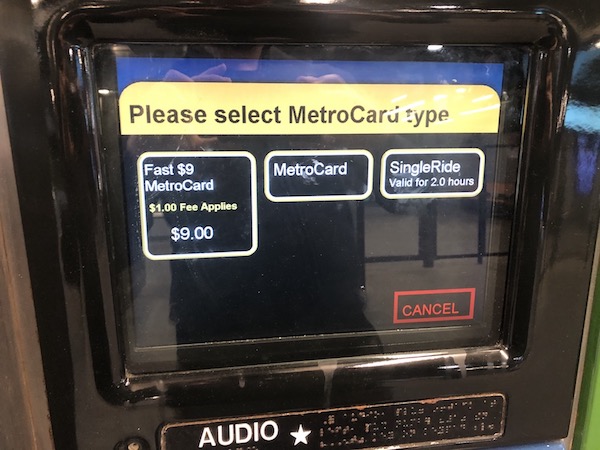 Please select MetroCard type
Fast $9
MetroCard
$1.00 Fee Applies
$9.00
MetroCard
SingleRide
Valid for 2.0 hours
CANCEL
AUDIO ★